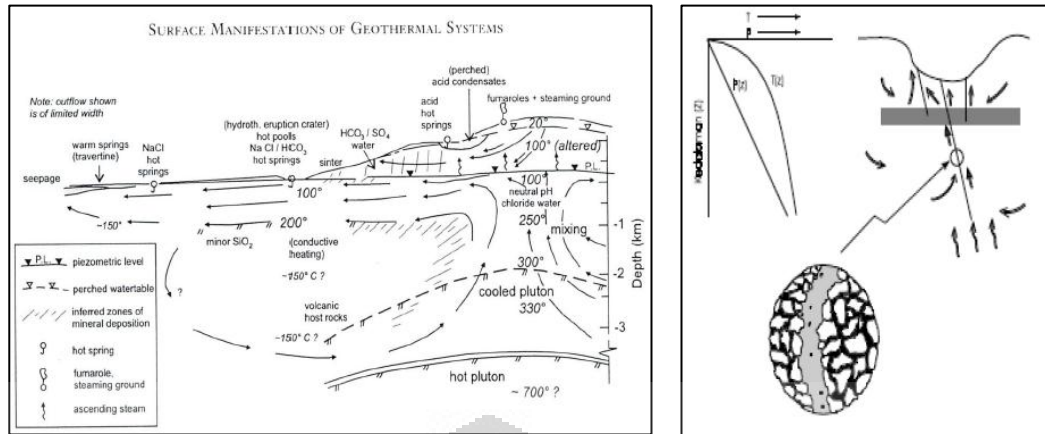 SURFACE MANIFESTATIONS OF GEOTHERMAL SYSTEMS
Note: outflow shown
is of limited width
(perched)
acid condensates
fumaroles + steaming ground
acid
hot
springs
(hydroth. eruption crater)
hot poolls
Na Cl / HCO3
hot springs
HCO3 / SO4
water
sinter
warm springs
(travertine)
NaCl
hot
springs
seepage
20°
100° (altered)
P.L.
100°
100°
neutral pH
chloride water
~150°
200°
250°
mixing
minor SiO2
(conductive
heating)
~150° C ?
300°
cooled pluton
330°
volcanic
host rocks
~150° C ?
?
hot pluton
~ 700° ?
-1
-2
-3
Depth (km)
P.L.
piezometric level
perched watertable
inferred zones of
mineral deposition
hot spring
fumarole,
steaming ground
ascending steam
T
P
P(z)
T(z)
(Z)